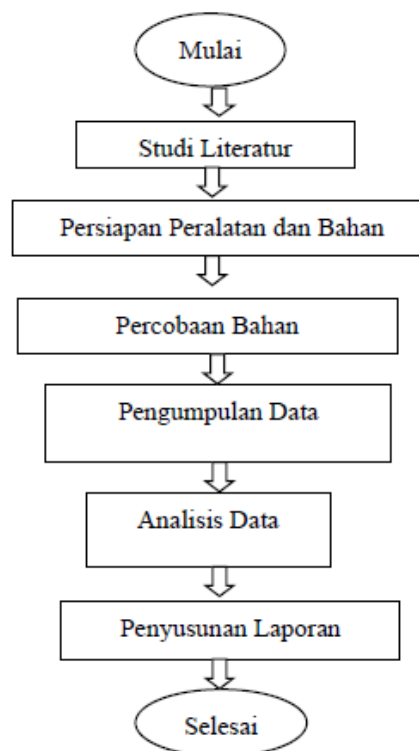 Mulai
Studi Literatur
Persiapan Peralatan dan Bahan
Percobaan Bahan
Pengumpulan Data
Analisis Data
Penyusunan Laporan
Selesai